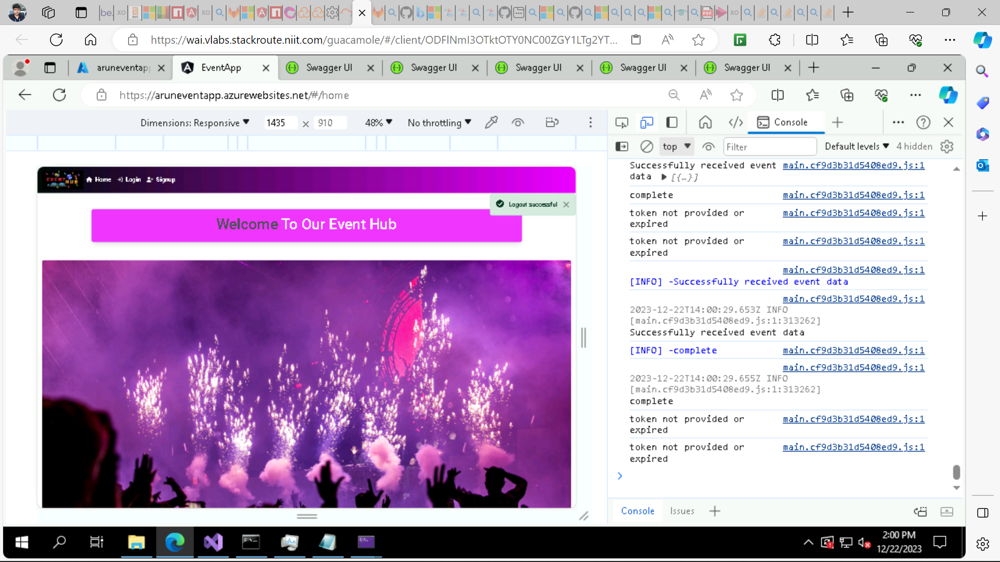 be.
xo
xo
PDF
xo
https://wai.vlabs.stackroute.niit.com/guacamole/#/client/ODFlNmI3OTktOTY0NC00ZGY1LTg2YT...
aruneventapp
EventApp
Swagger UI
Swagger UI
Swagger UI
Swagger UI
Swagger UI
https://aruneventapp.azurewebsites.net/#/home
Dimensions: Responsive
1435 × 910
48%
No throttling
Console
top
Filter
Default levels
4 hidden
EVENT HUB
Home
Login
Signup
Logout successful
Welcome To Our Event Hub
Successfully received event main.cf9d3b31d5408ed9.js:1
data ▶ [{…}]
complete main.cf9d3b31d5408ed9.js:1
token not provided or main.cf9d3b31d5408ed9.js:1
expired
token not provided or main.cf9d3b31d5408ed9.js:1
expired
main.cf9d3b31d5408ed9.js:1
[INFO] -Successfully received event data
main.cf9d3b31d5408ed9.js:1
2023-12-22T14:00:29.653Z INFO
[main.cf9d3b31d5408ed9.js:1:313262]
Successfully received event data
[INFO] -complete main.cf9d3b31d5408ed9.js:1
main.cf9d3b31d5408ed9.js:1
2023-12-22T14:00:29.655Z INFO
[main.cf9d3b31d5408ed9.js:1:313262]
complete
token not provided or main.cf9d3b31d5408ed9.js:1
expired
token not provided or main.cf9d3b31d5408ed9.js:1
expired
Console
Issues
2:00 PM
12/22/2023